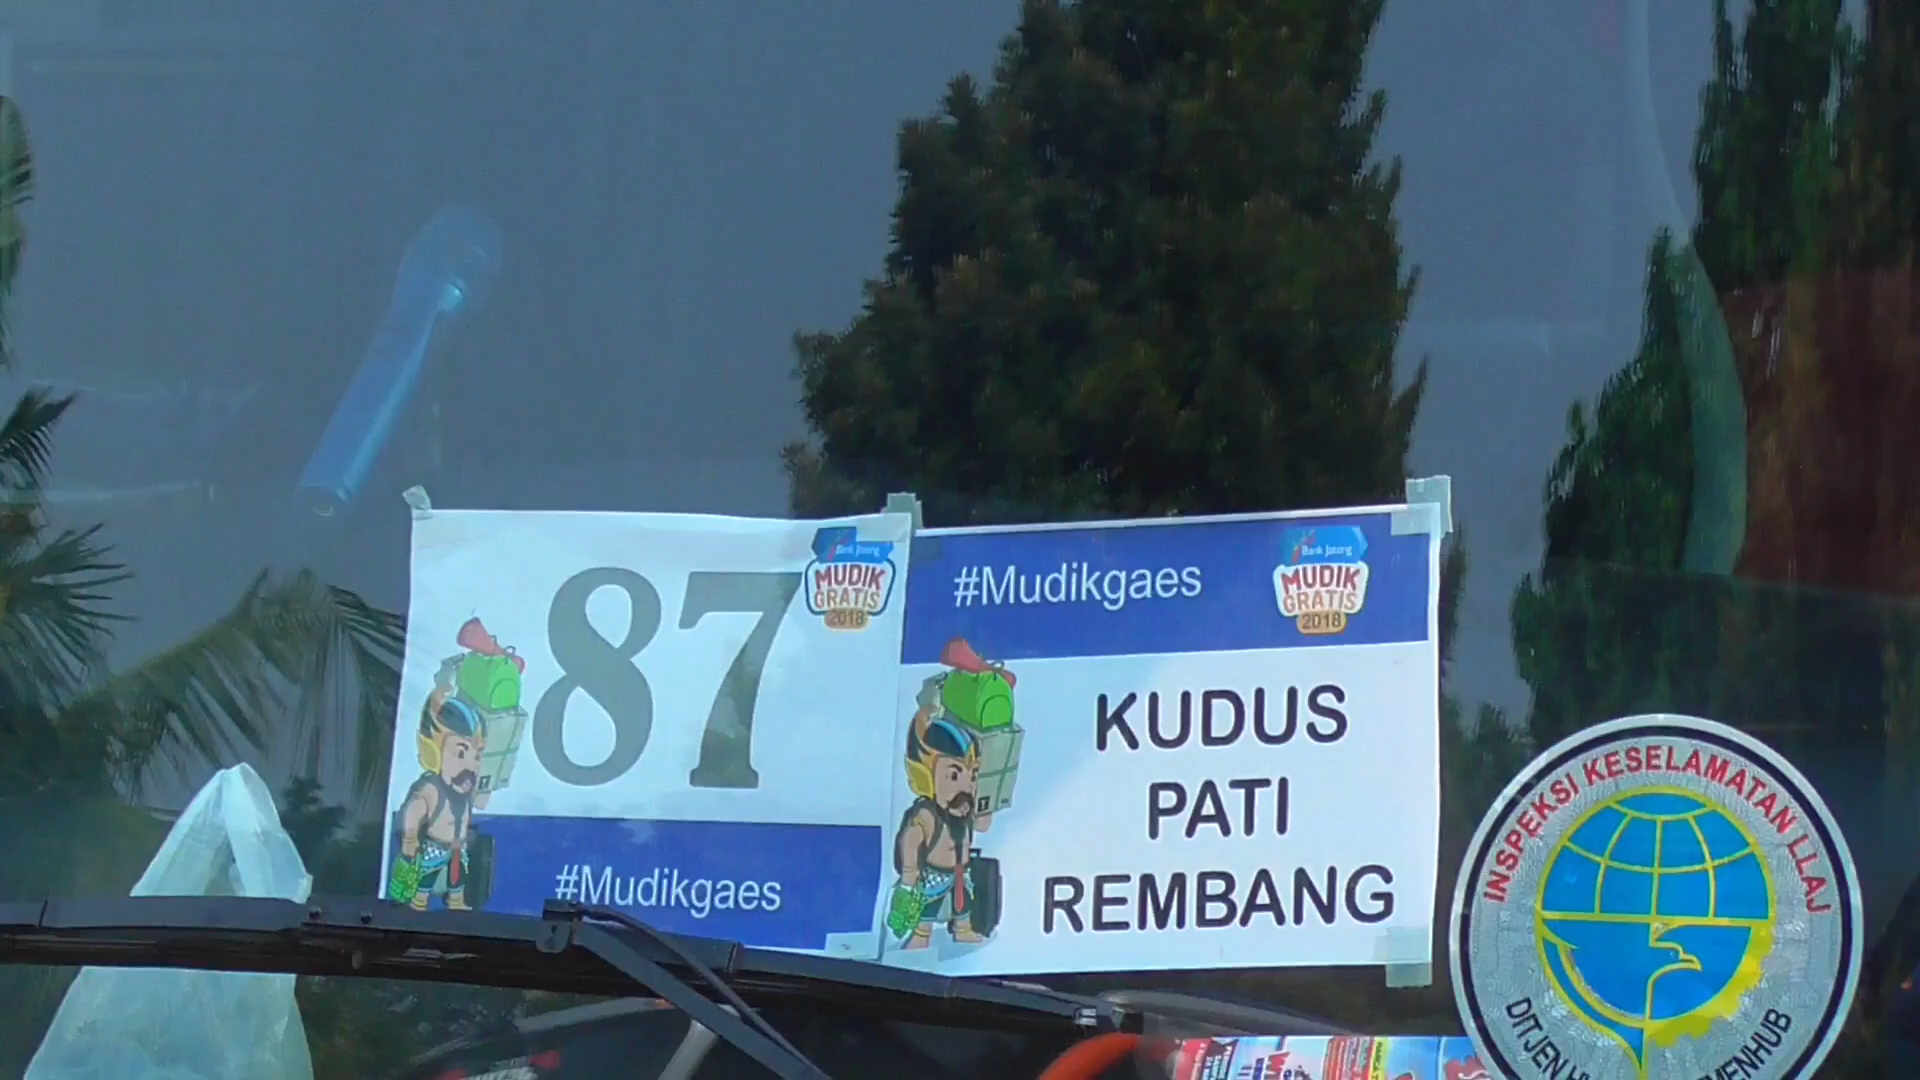 87
Bank Jateng
MUDIK
GRATIS
2018
#Mudikgaes
#Mudikgaes
Bank Jateng
MUDIK
GRATIS
2018
KUDUS
PATI
REMBANG
INSPEKSI KESELAMATAN LLAJ
DITJEN